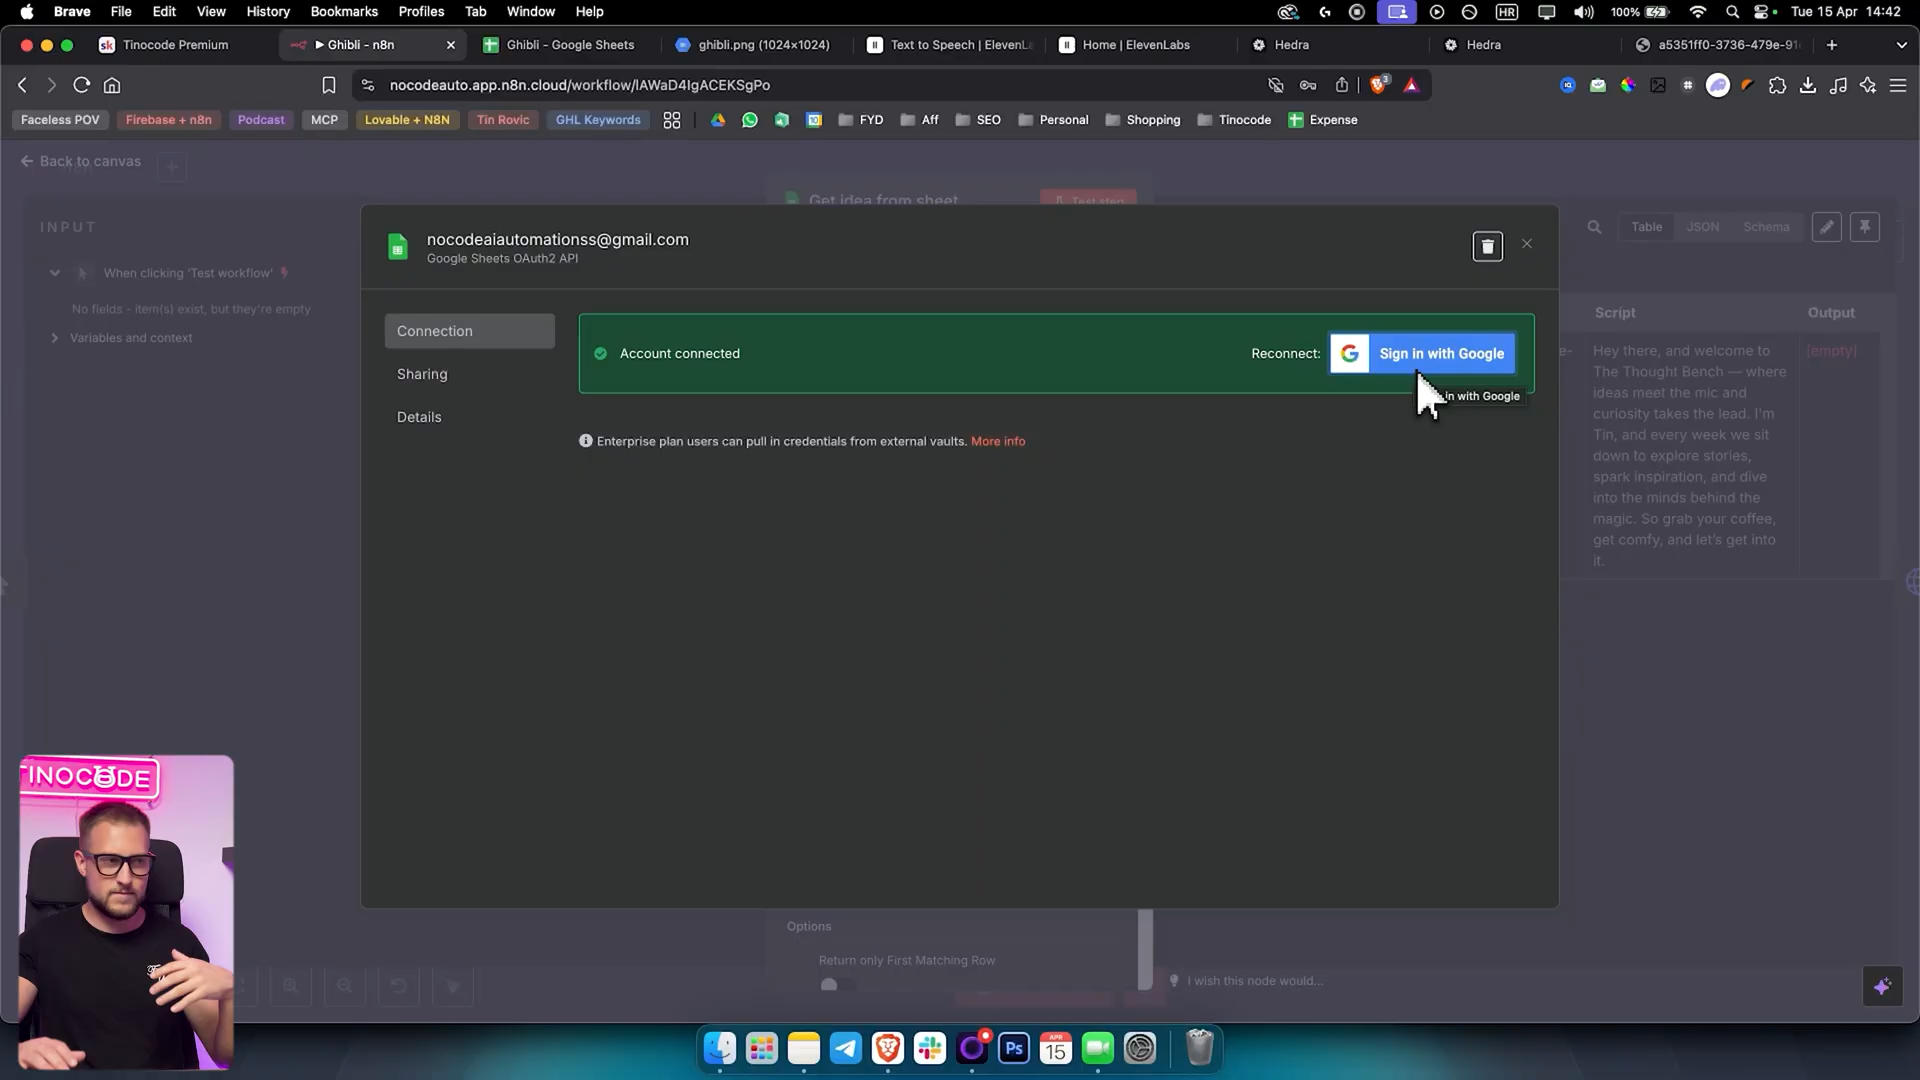 Brave File Edit View History Bookmarks Profiles Tab Window Help HR 100% Tue 15 Apr 14:42
Tinocode Premium Ghibli - n8n Ghibli - Google Sheets ghibli.png (1024×1024) Text to Speech | ElevenLa Home | ElevenLabs Hedra Hedra a5351ff0-3736-479e-91
nocodeauto.app.n8n.cloud/workflow/lAWaD4IgACEKSgPo
Faceless POV Firebase + n8n Podcast MCP Lovable + N8N Tin Rovic GHL Keywords FYD Aff SEO Personal Shopping Tinocode Expense
Back to canvas
Get idea from sheet Test step
INPUT
Table JSON Schema
nocodeaiautomationss@gmail.com
Google Sheets OAuth2 API
When clicking 'Test workflow'
No fields - item(s) exist, but they're empty
Variables and context
Connection
Sharing
Details
Account connected
Reconnect: Sign in with Google
in with Google
Enterprise plan users can pull in credentials from external vaults. More info
Script Output
Hey there, and welcome to [empty]
The Thought Bench — where
ideas meet the mic and
curiosity takes the lead. I'm
Tin, and every week we sit
down to explore stories,
spark inspiration, and dive
into the minds behind the
magic. So grab your coffee,
get comfy, and let's get into
it.
Options
Return only First Matching Row
I wish this node would...
TINOCODE
Ps
APR
15